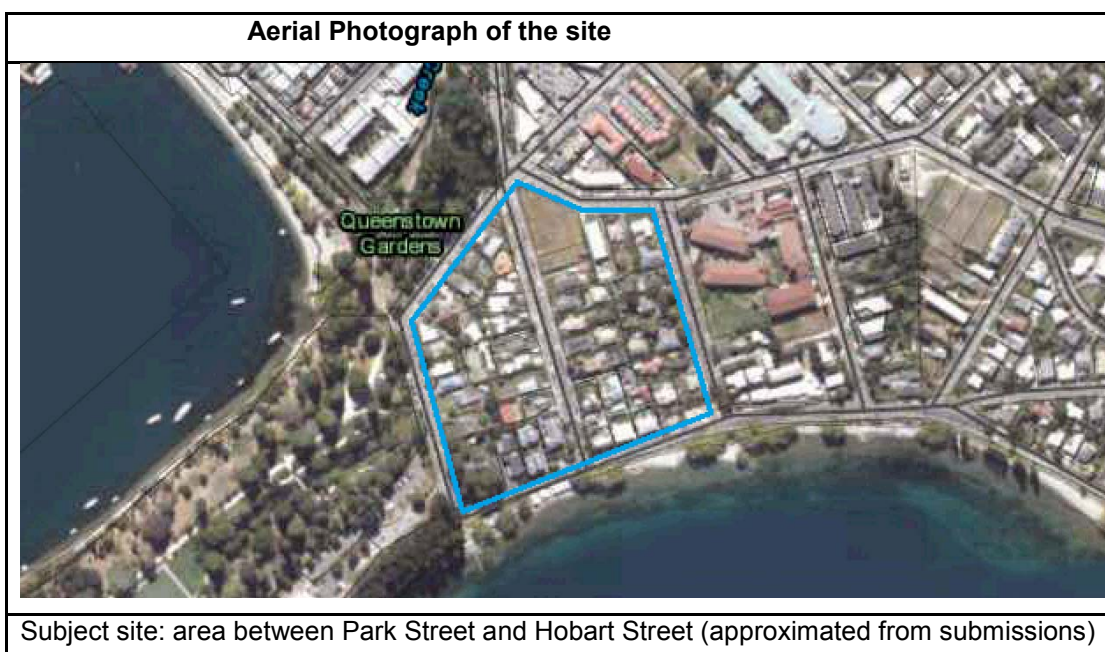 Aerial Photograph of the site
Creek
Queenstown
Gardens
Subject site: area between Park Street and Hobart Street (approximated from submissions)